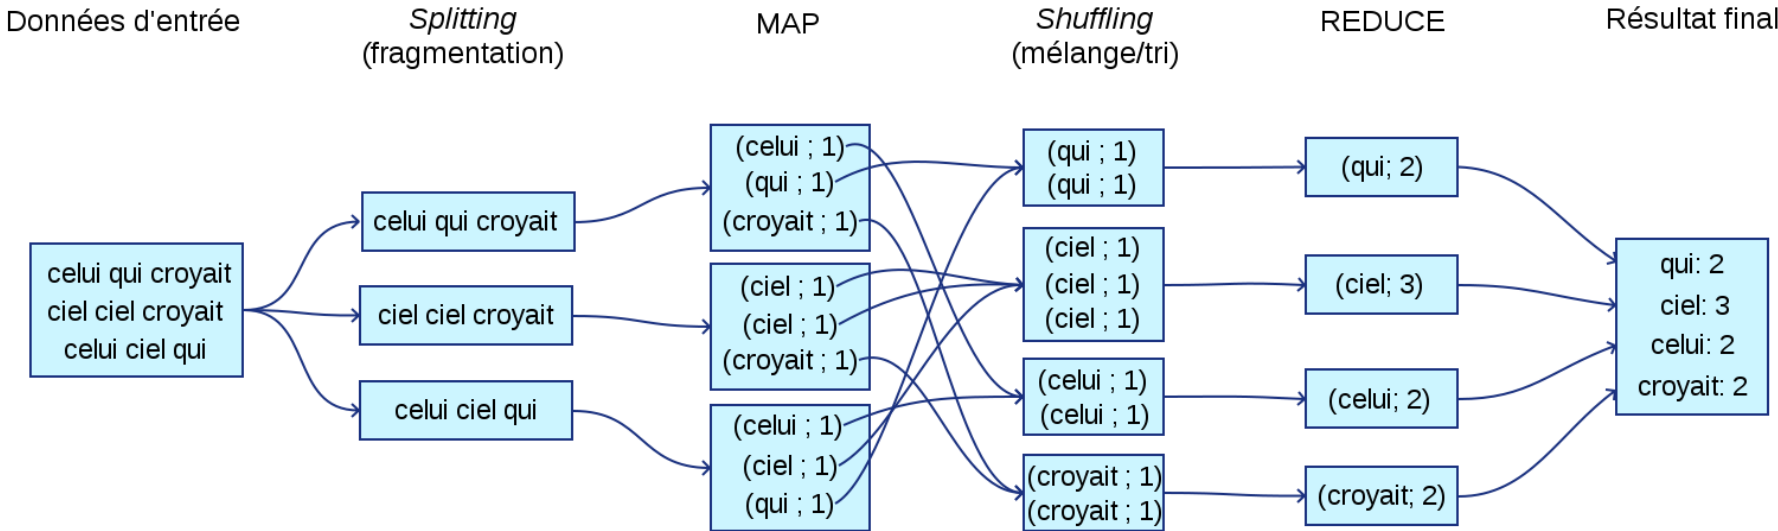 Données d'entrée
Splitting
(fragmentation)
MAP
Shuffling
(mélange/tri)
REDUCE
Résultat final
celui qui croyait
ciel ciel croyait
celui ciel qui
celui qui croyait
ciel ciel croyait
celui ciel qui
(celui ; 1)
(qui ; 1)
(croyait ; 1)
(ciel ; 1)
(ciel ; 1)
(croyait ; 1)
(celui ; 1)
(ciel ; 1)
(qui ; 1)
(qui ; 1)
(qui ; 1)
(ciel ; 1)
(ciel ; 1)
(ciel ; 1)
(celui ; 1)
(celui ; 1)
(croyait ; 1)
(croyait ; 1)
(qui; 2)
(ciel; 3)
(celui; 2)
(croyait; 2)
qui: 2
ciel: 3
celui: 2
croyait: 2